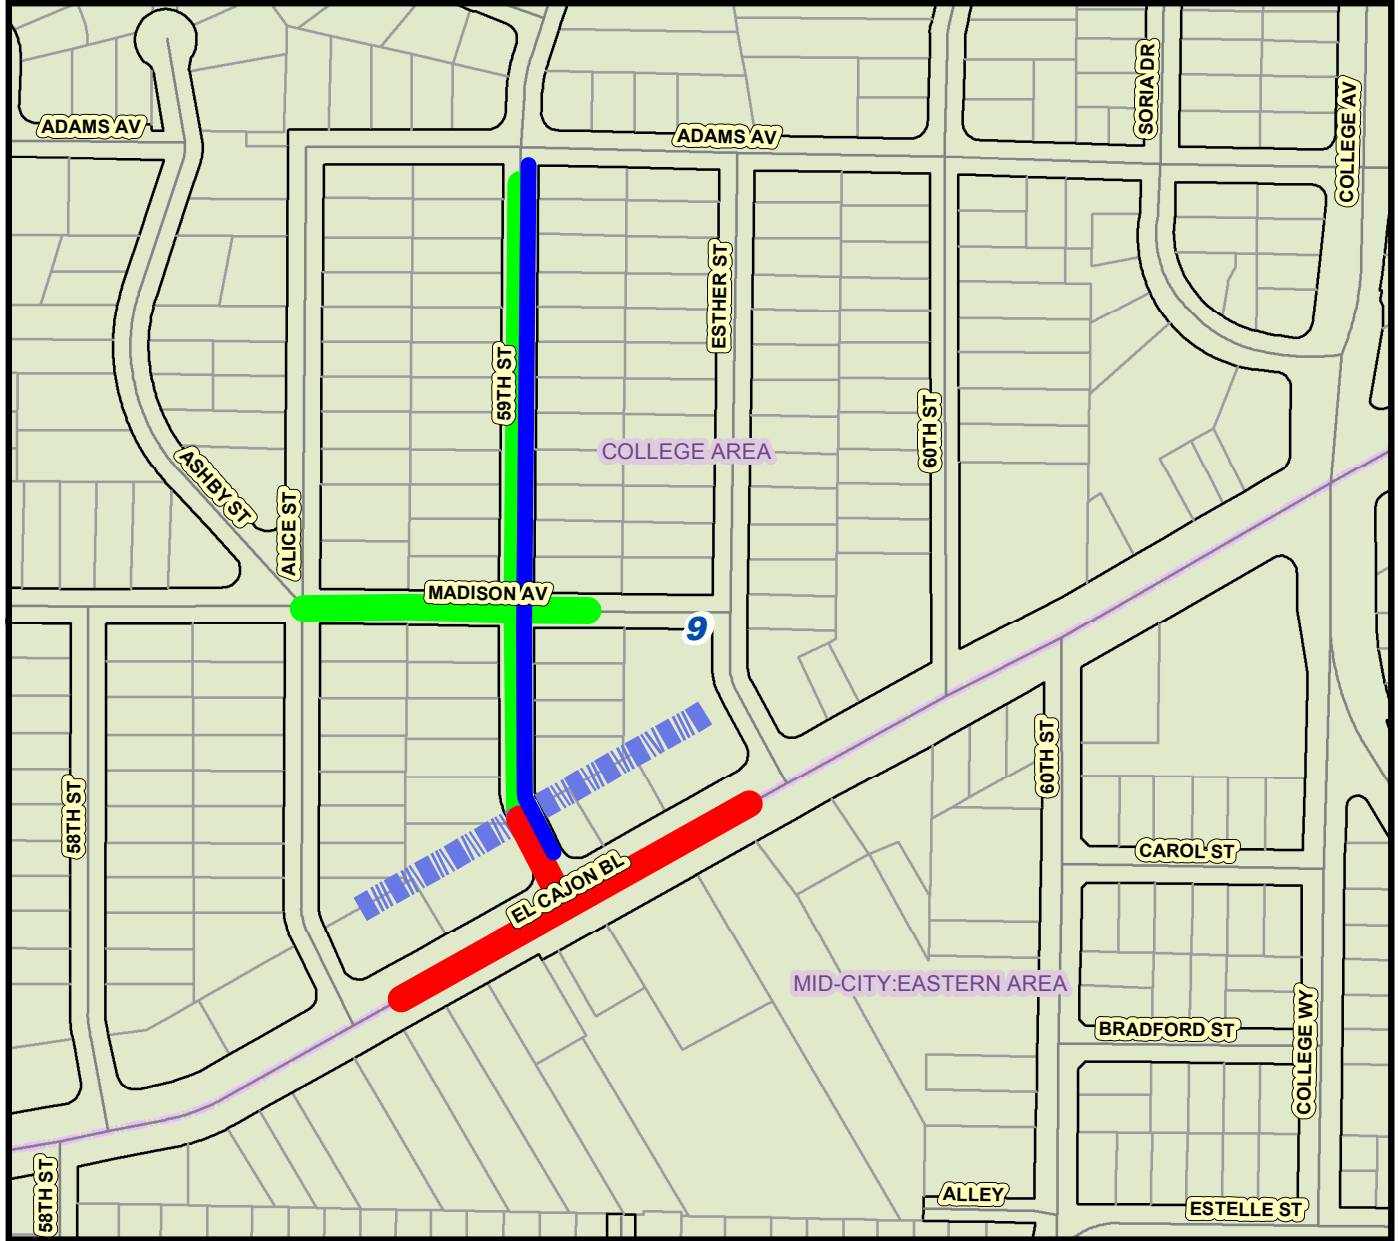 ADAMS AV
ADAMS AV
SORIA DR
COLLEGE AV
ESTHER ST
59TH ST
60TH ST
COLLEGE AREA
ASHBY ST
ALICE ST
MADISON AV
9
58TH ST
60TH ST
CAROL ST
EL CAJON BL
MID-CITY:EASTERN AREA
BRADFORD ST
COLLEGE WY
58TH ST
ALLEY
ESTELLE ST